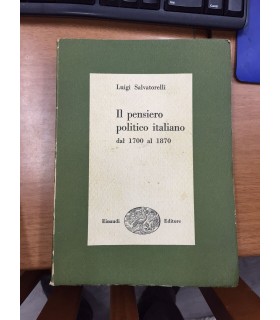 Luigi Salvatorelli
Il pensiero
politico italiano
dal 1700 al 1870
Einaudi Editore